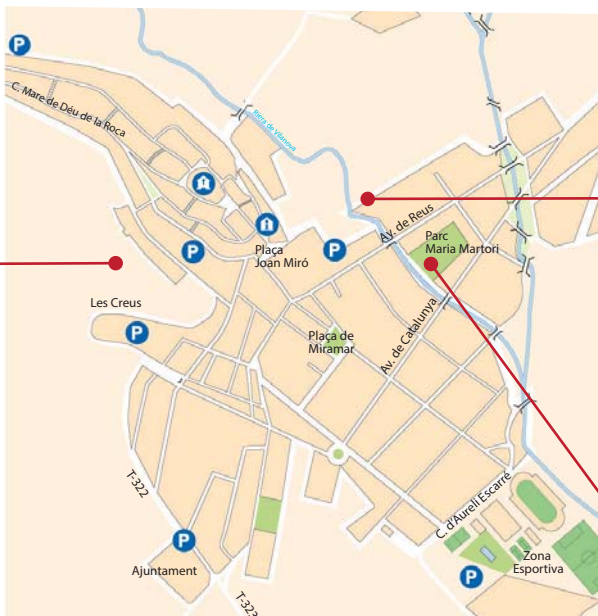 P
C. Mare de Déu de la Roca
Riera de Vilanova
i
P
Plaça
Joan Miró
P
Av. de Reus
Parc
Maria Martori
Les Creus
P
Plaça de
Miramar
Av. de Catalunya
T-322
C. d'Aureli Escarré
P
Ajuntament
Zona
Esportiva
P
T-323